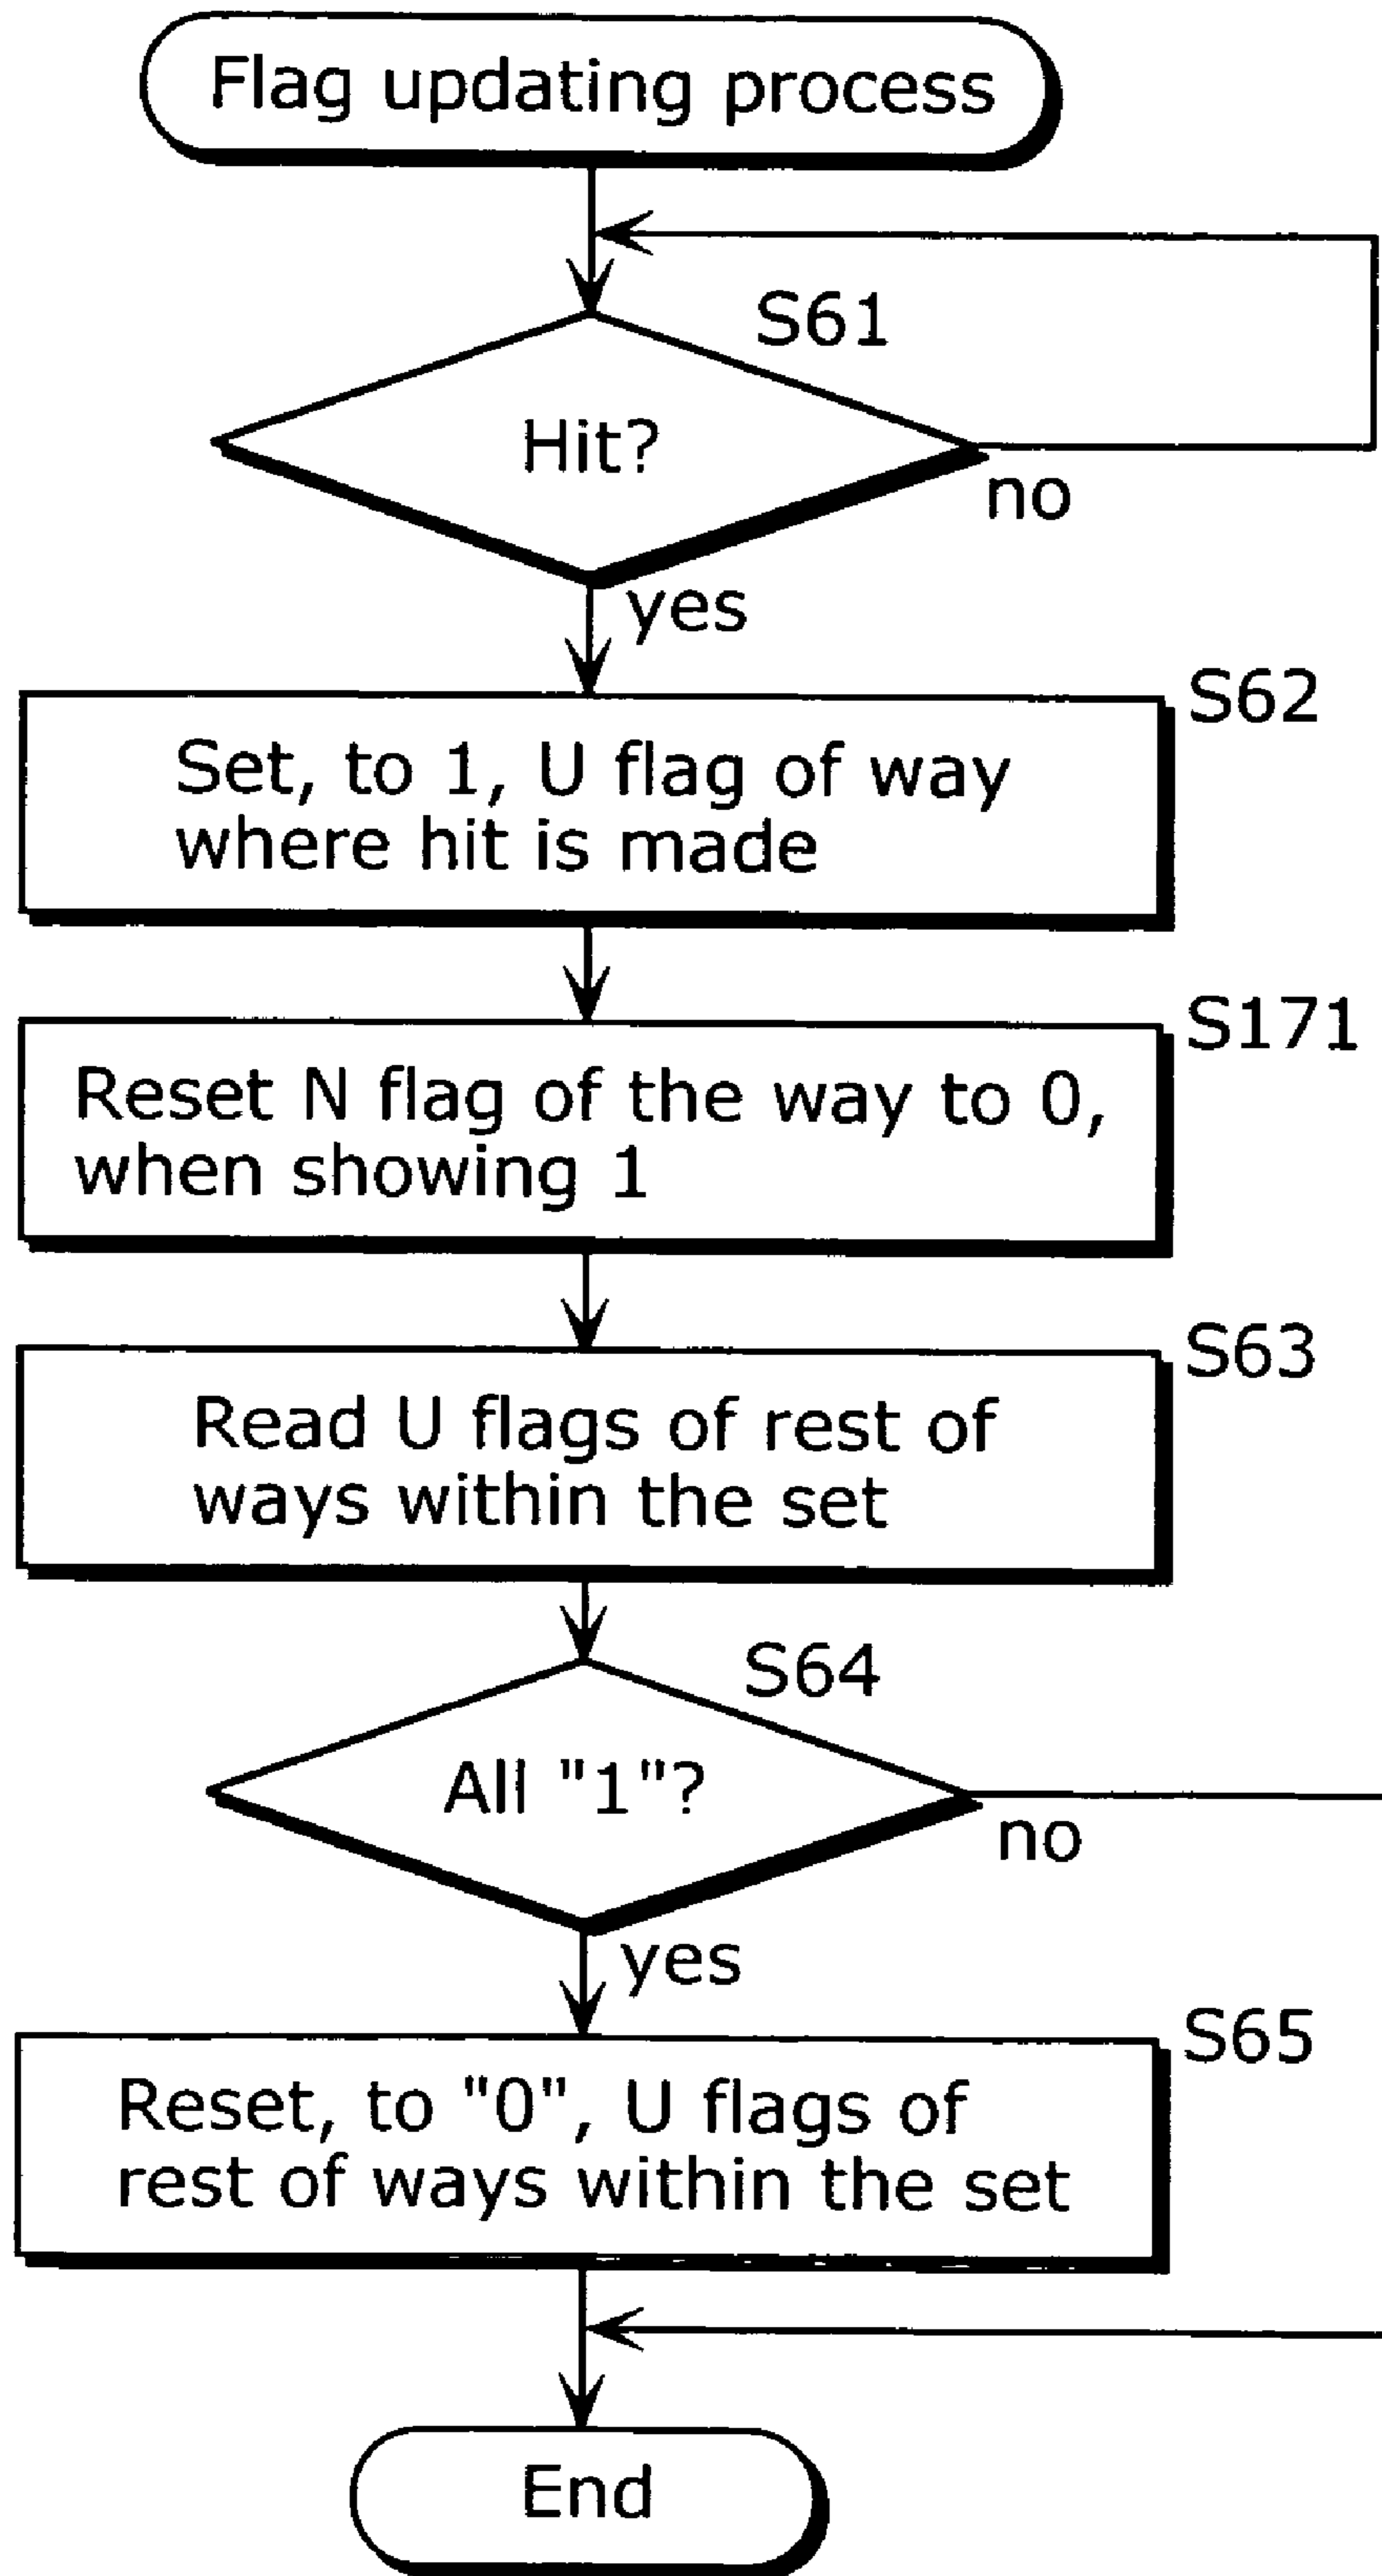 Flag updating process
S61
Hit?
no
yes
S62
Set, to 1, U flag of way
where hit is made
S171
Reset N flag of the way to 0,
when showing 1
S63
Read U flags of rest of
ways within the set
S64
All "1"?
no
yes
S65
Reset, to "0", U flags of
rest of ways within the set
End